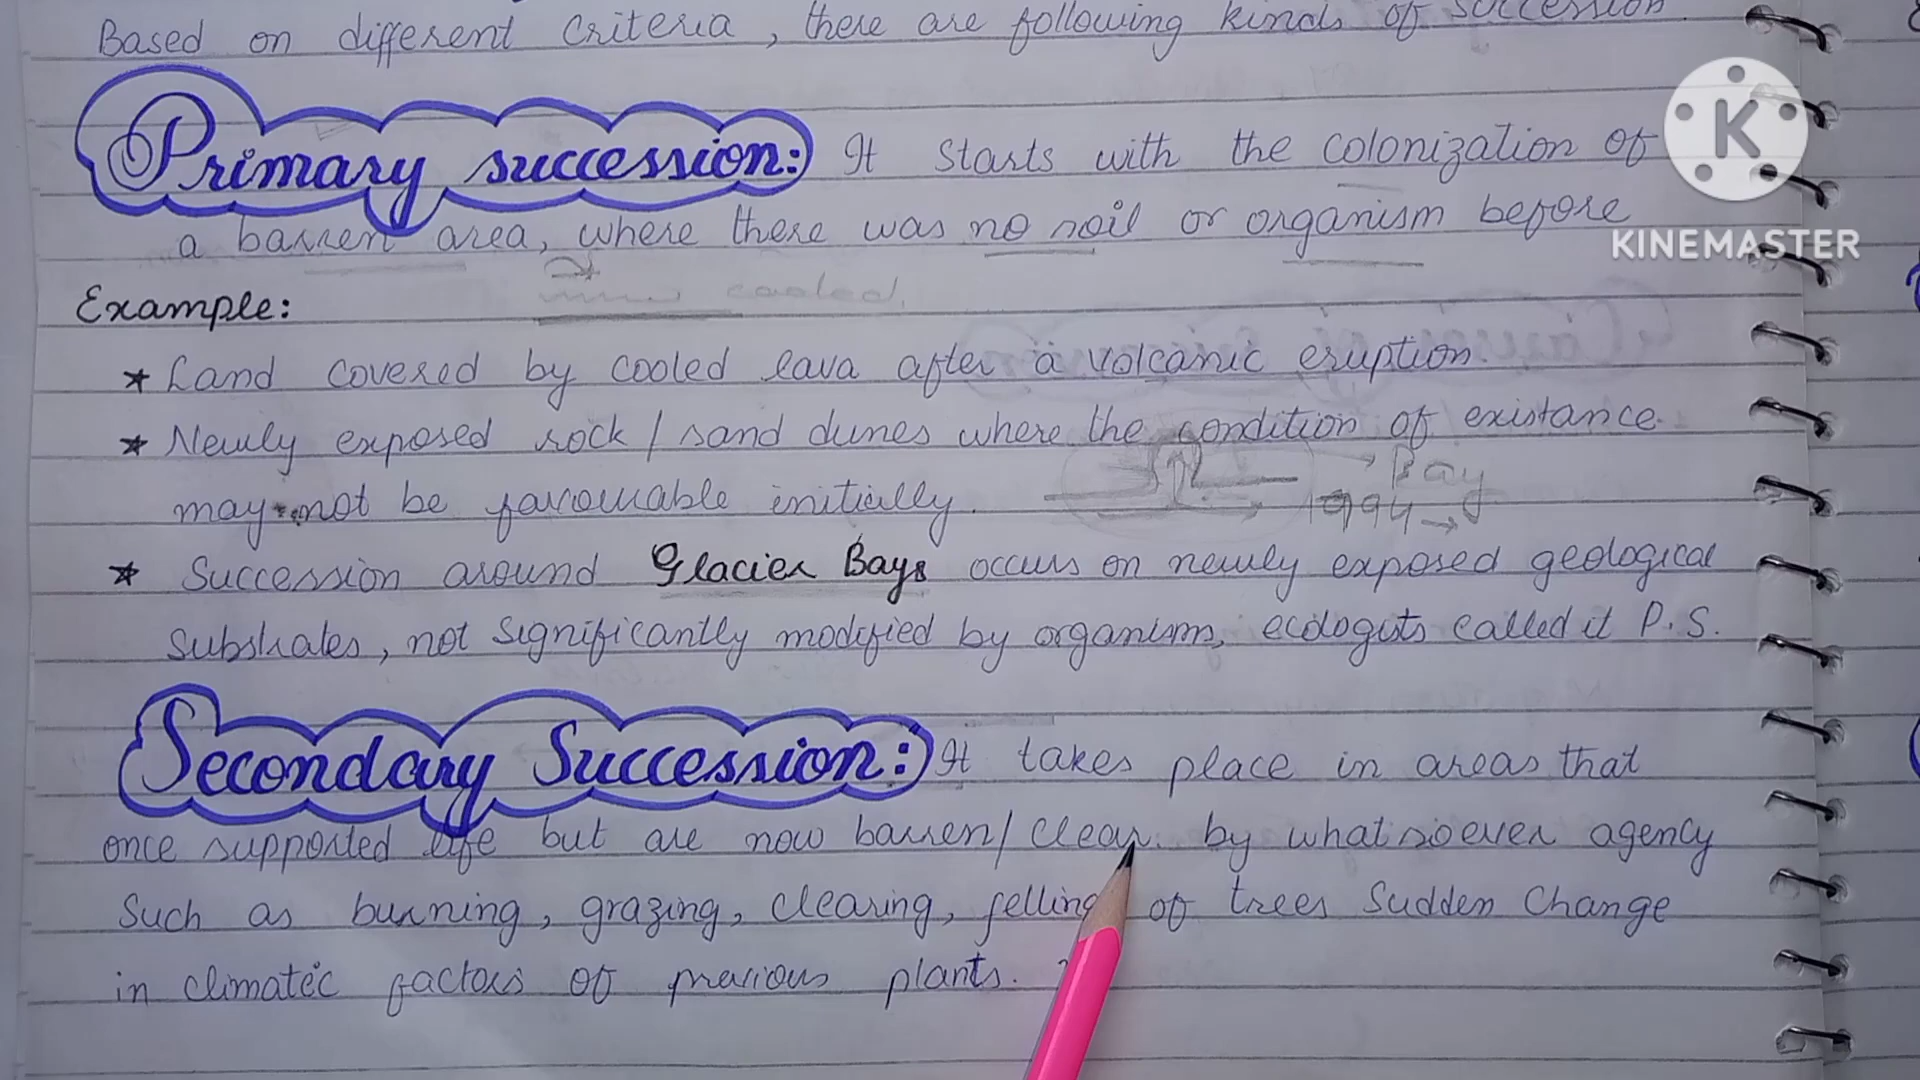 Based on different criteria, there are following kinds of succession.
Primary succession: It starts with the colonization of
a barren area, where there was no soil or organism before
cooled.
Example:
* Land covered by cooled lava after a volcanic eruption.
* Newly exposed rock / sand dunes where the condition of existance
may not be favourable initially.
Bay
1994 →
* Succession around Glacier Bays occurs on newly exposed geological
substrates, not significantly modified by organisms, ecologists called it P.S.
Secondary Succession: It takes place in areas that
once supported life but are now barren/clear by whatsoever agency
Such as burning, grazing, clearing, felling of trees Sudden Change
in climatic factors of previous plants.
K
KINEMASTER